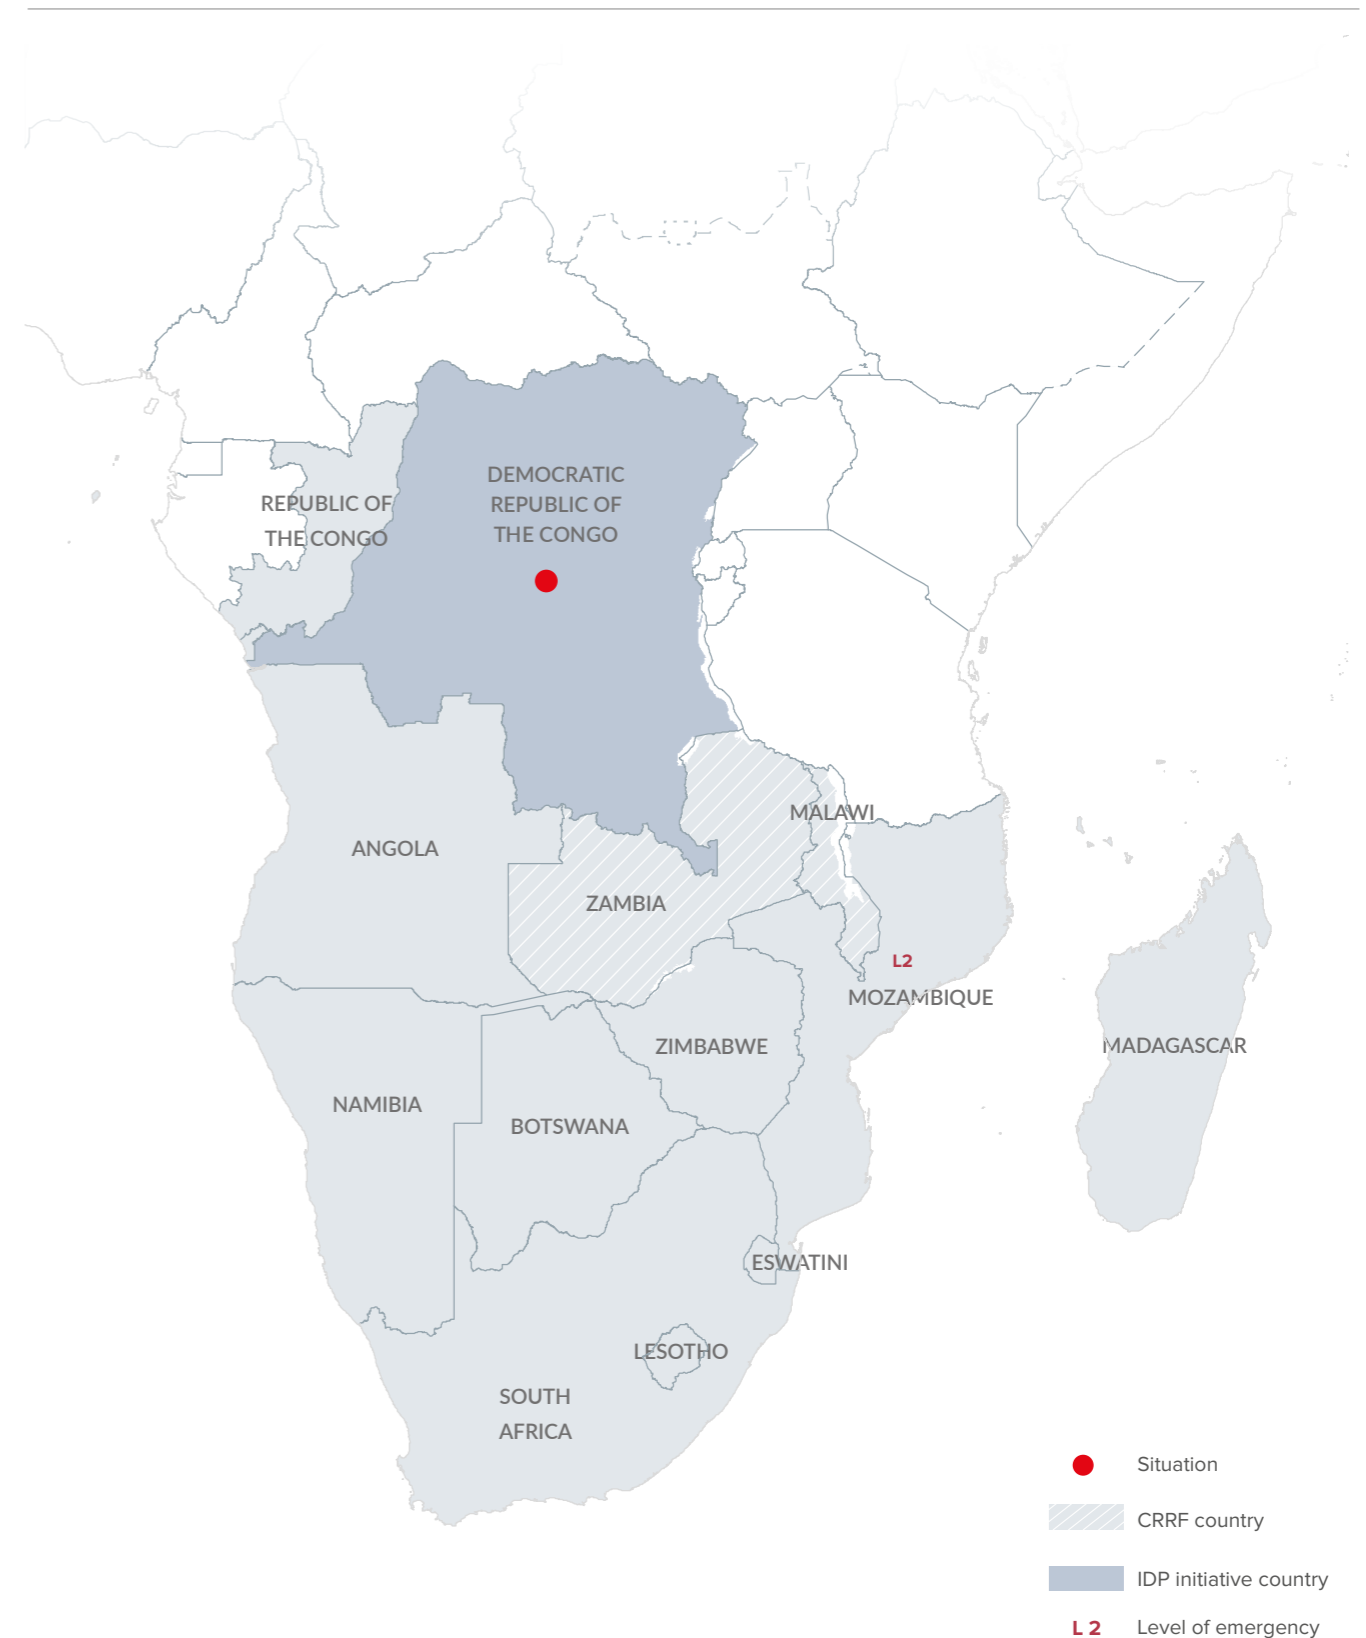 DEMOCRATIC
REPUBLIC OF
THE CONGO
REPUBLIC OF
THE CONGO
MALAWI
ANGOLA
ZAMBIA
L2
MOZAMBIQUE
MADAGASCAR
ZIMBABWE
NAMIBIA
BOTSWANA
ESWATINI
LESOTHO
SOUTH
AFRICA
Situation
CRRF country
IDP initiative country
L 2 Level of emergency